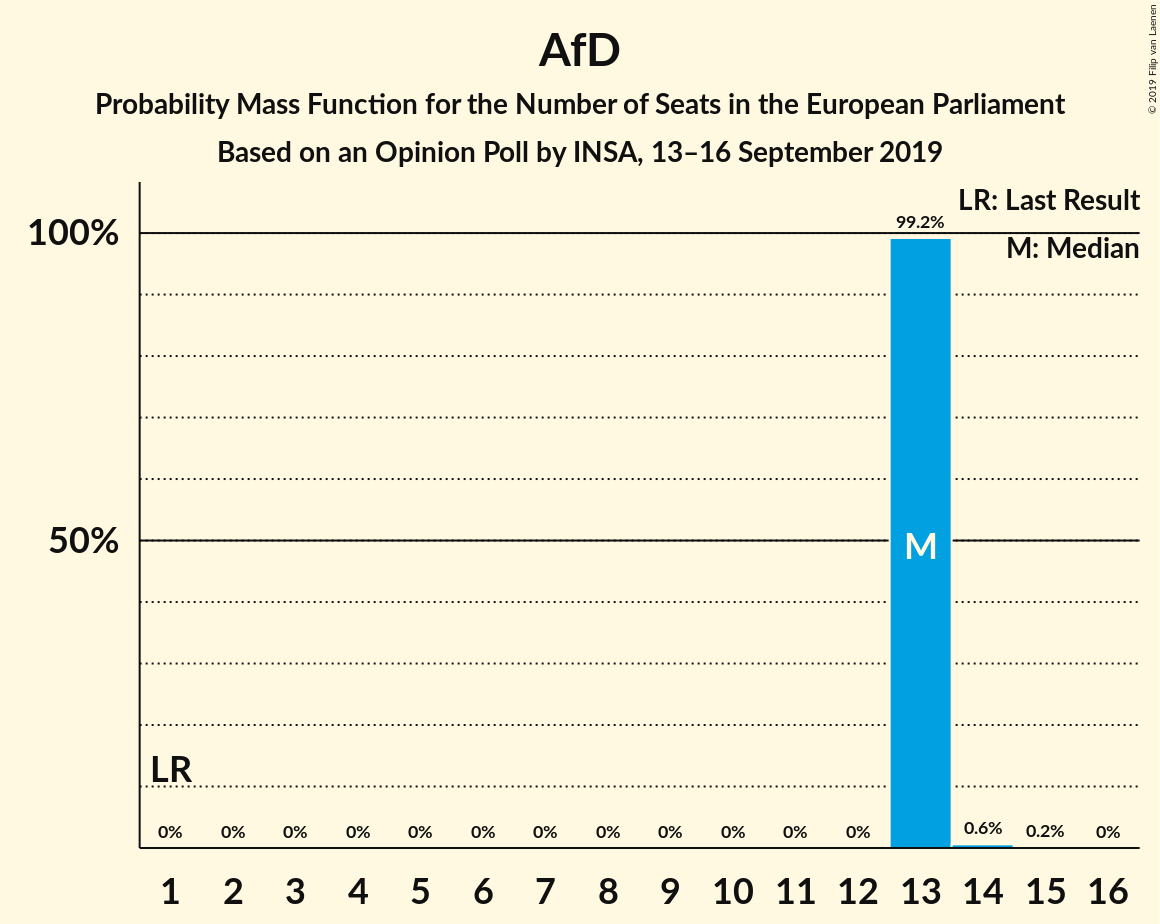 AfD
Probability Mass Function for the Number of Seats in the European Parliament
Based on an Opinion Poll by INSA, 13–16 September 2019
© 2019 Filip van Laenen
LR: Last Result
M: Median
100%
50%
99.2%
M
LR
0% 0% 0% 0% 0% 0% 0% 0% 0% 0% 0% 0% 0.6% 0.2% 0%
1 2 3 4 5 6 7 8 9 10 11 12 13 14 15 16